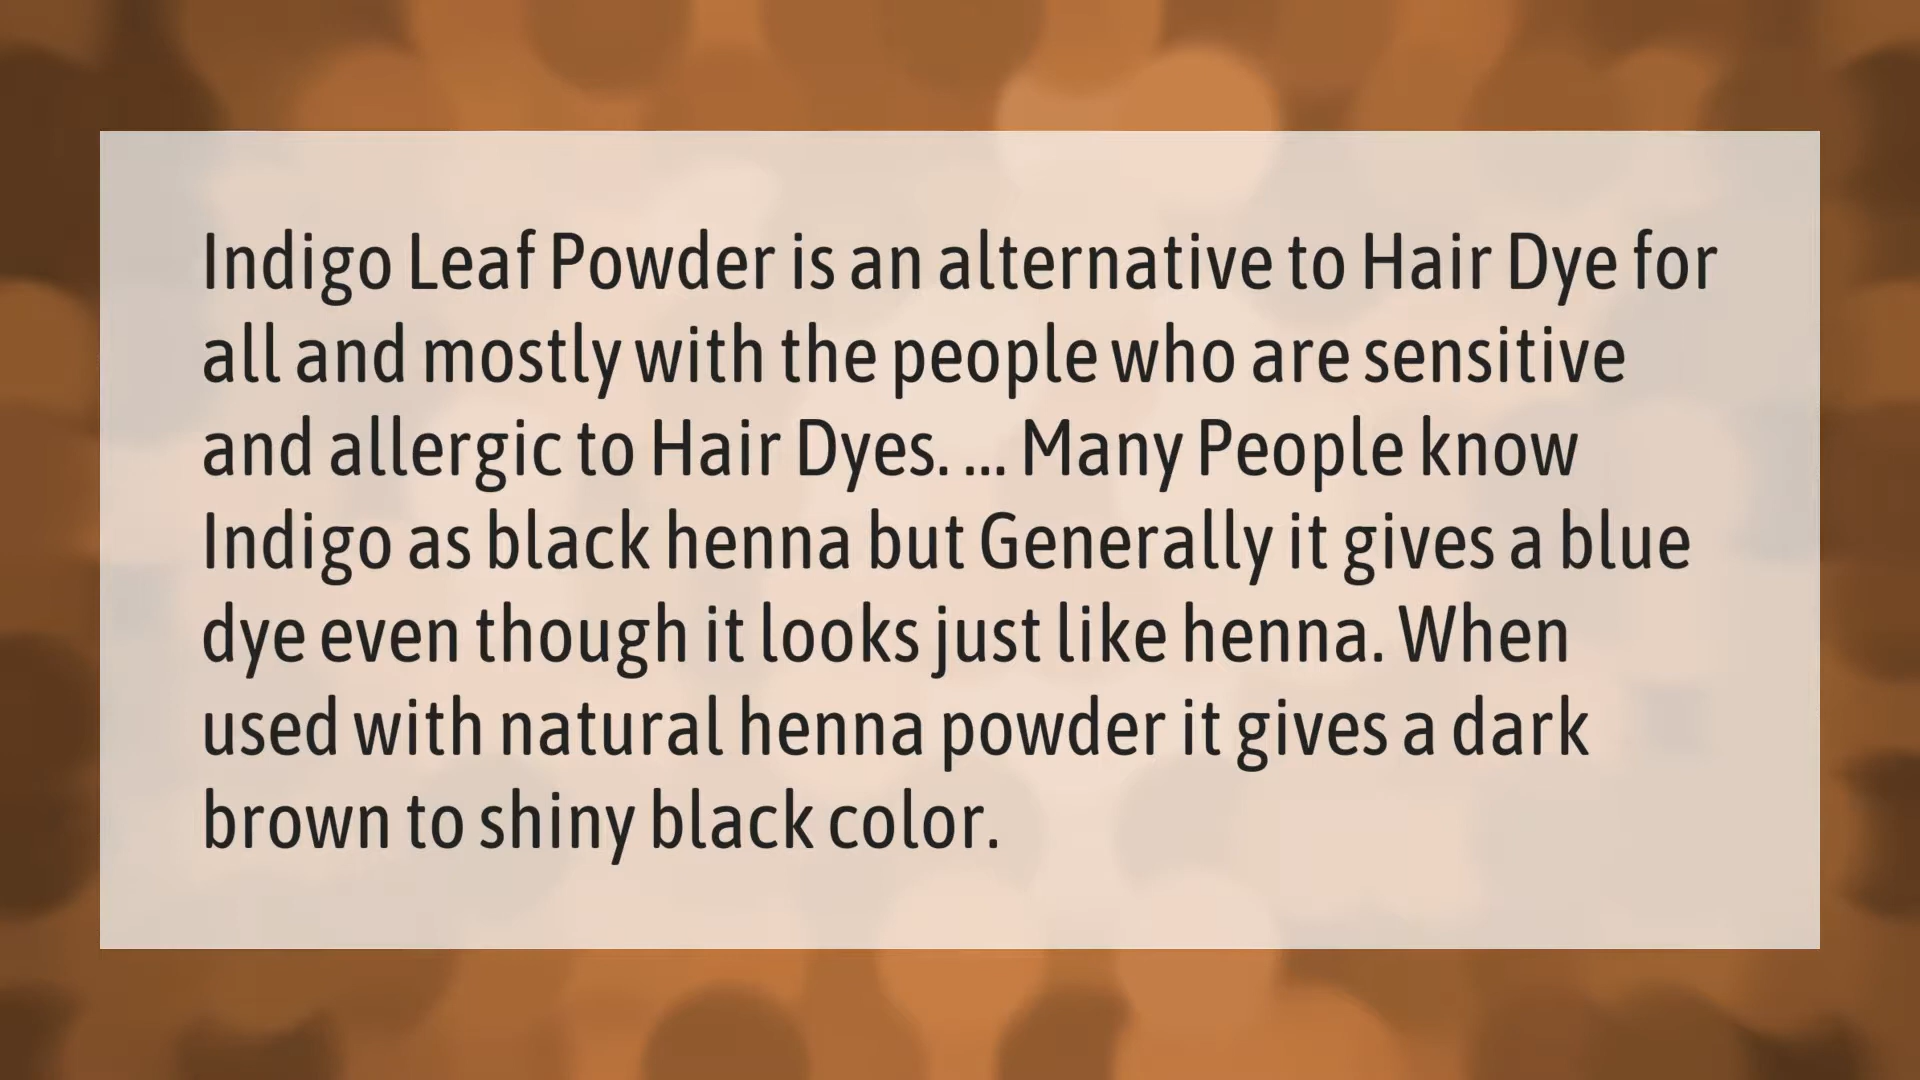 Indigo Leaf Powder is an alternative to Hair Dye for
all and mostly with the people who are sensitive
and allergic to Hair Dyes. ... Many People know
Indigo as black henna but Generally it gives a blue
dye even though it looks just like henna. When
used with natural henna powder it gives a dark
brown to shiny black color.